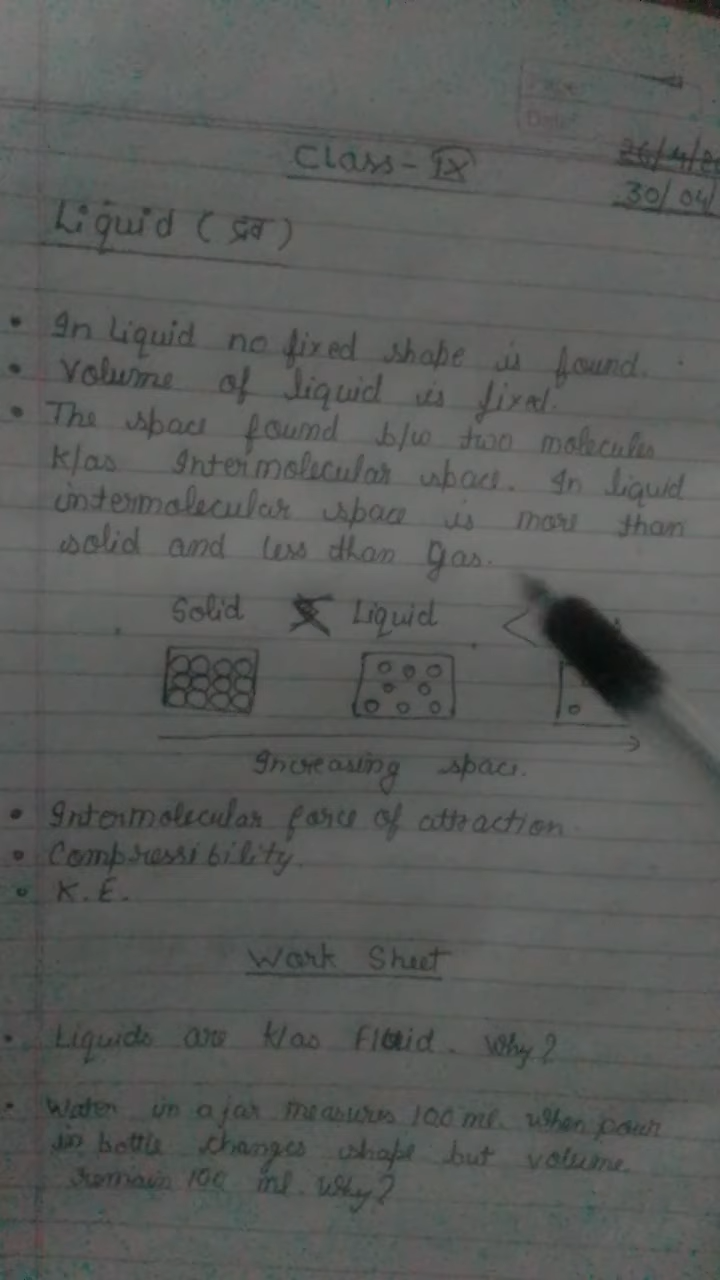 Class - IX
26/4/2
30/04/
Liquid ( द्रव )
• In Liquid no fixed shape is found.
• Volume of liquid is fixed.
• The space found b/w two molecules
k/as Intermolecular space. In liquid
intermolecular space is more than
solid and less than gas.
Solid Liquid <
Increasing space.
• Intermolecular force of attraction
• Compressibility.
• K.E.
Work Sheet
• Liquids are k/as Fluid. Why?
• Water in a jar measures 100 ml. when pour
in bottle changes shape but volume
remain 100 ml. Why?